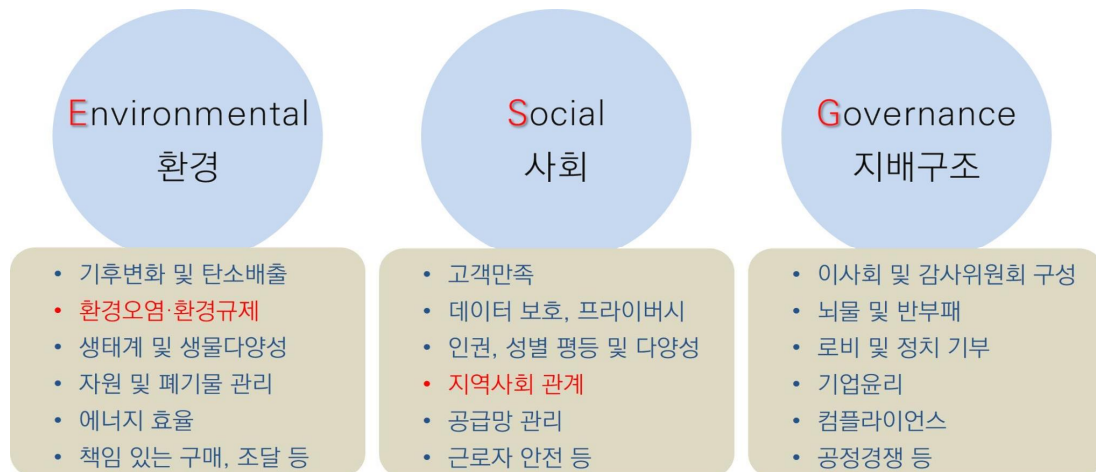 Environmental
환경
• 기후변화 및 탄소배출
• 환경오염·환경규제
• 생태계 및 생물다양성
• 자원 및 폐기물 관리
• 에너지 효율
• 책임 있는 구매, 조달 등
Social
사회
• 고객만족
• 데이터 보호, 프라이버시
• 인권, 성별 평등 및 다양성
• 지역사회 관계
• 공급망 관리
• 근로자 안전 등
Governance
지배구조
• 이사회 및 감사위원회 구성
• 뇌물 및 반부패
• 로비 및 정치 기부
• 기업윤리
• 컴플라이언스
• 공정경쟁 등